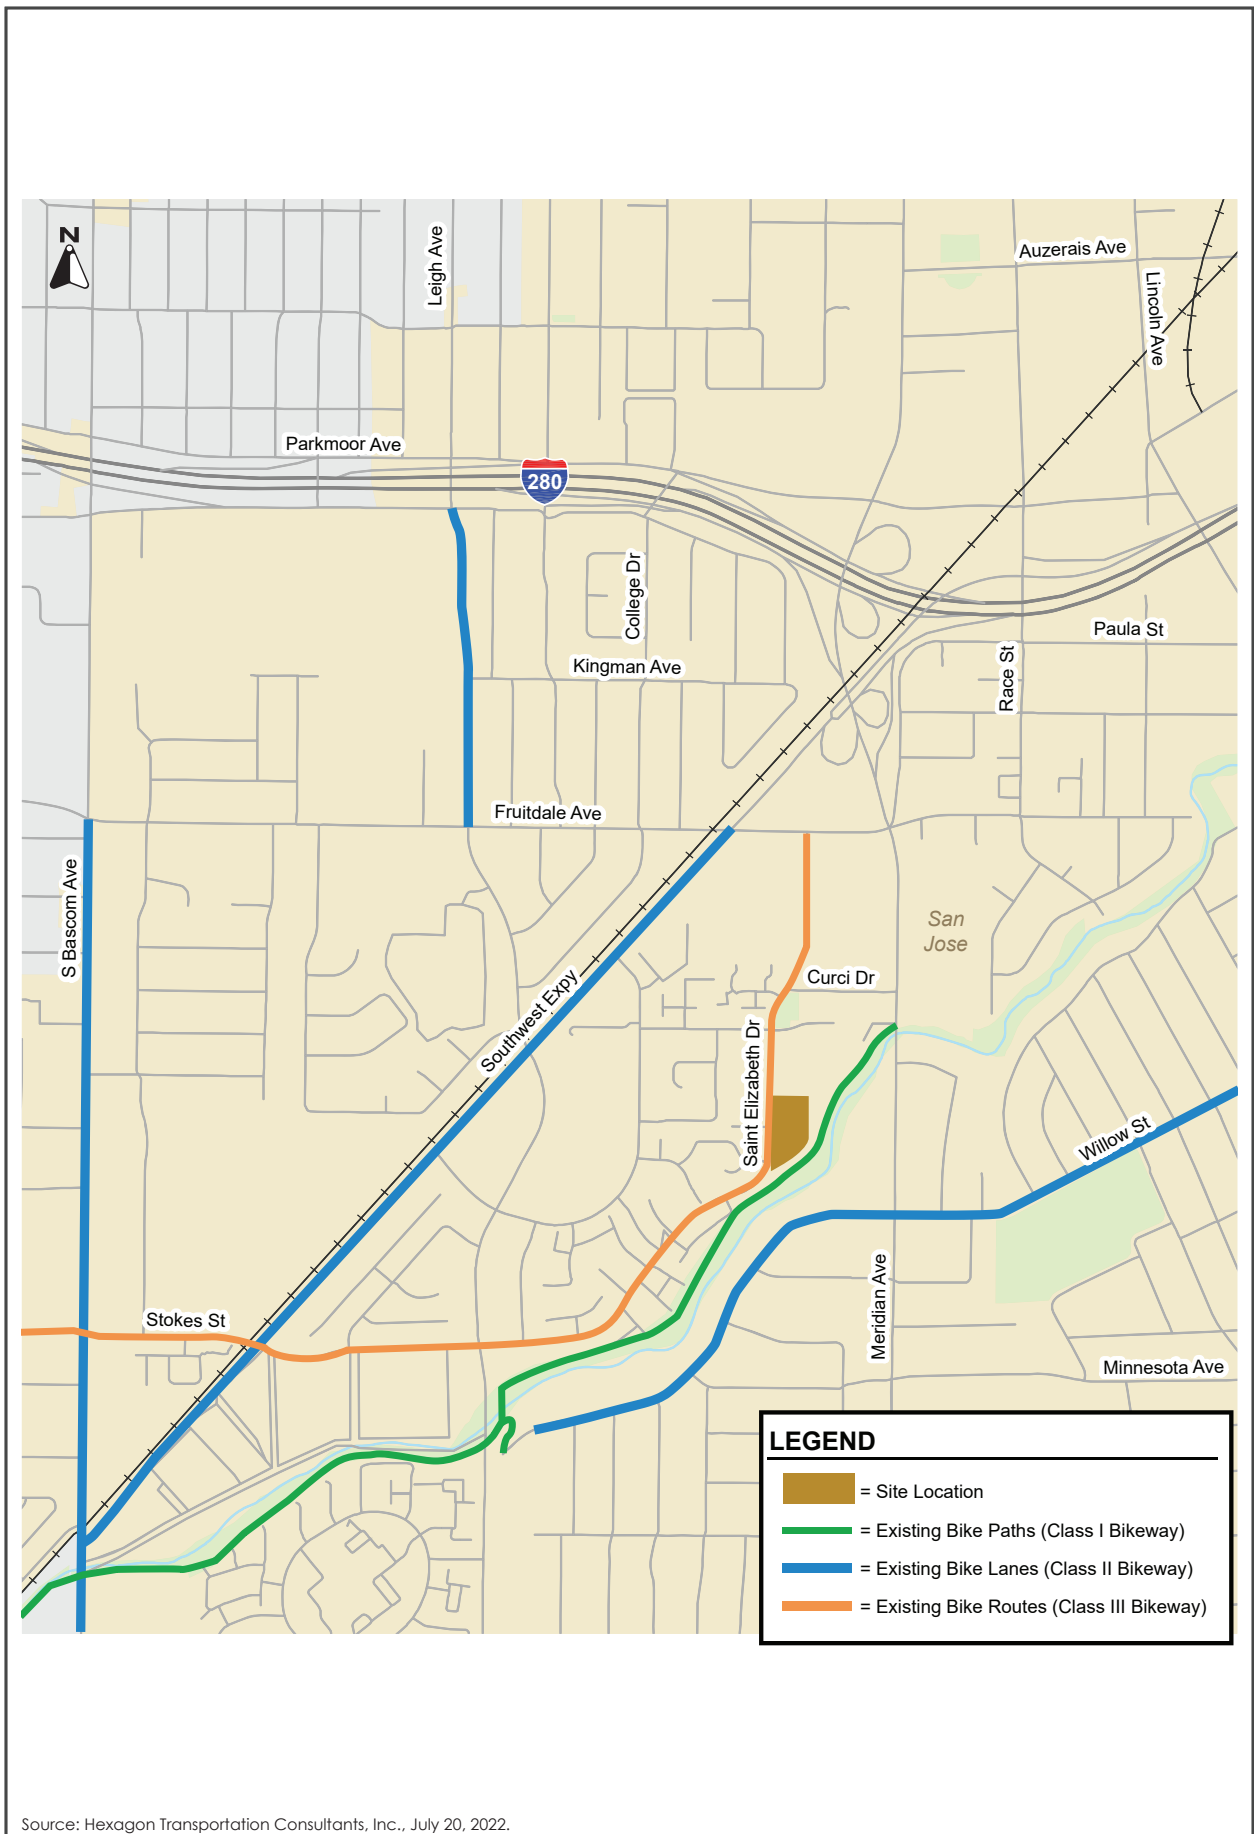 N
Leigh Ave
Auzerais Ave
Lincoln Ave
Parkmoor Ave
280
College Dr
Paula St
Race St
Kingman Ave
Fruitdale Ave
S Bascom Ave
San
Jose
Southwest Expy
Curci Dr
Saint Elizabeth Dr
Willow St
Meridian Ave
Stokes St
Minnesota Ave
LEGEND
= Site Location
= Existing Bike Paths (Class I Bikeway)
= Existing Bike Lanes (Class II Bikeway)
= Existing Bike Routes (Class III Bikeway)
Source: Hexagon Transportation Consultants, Inc., July 20, 2022.